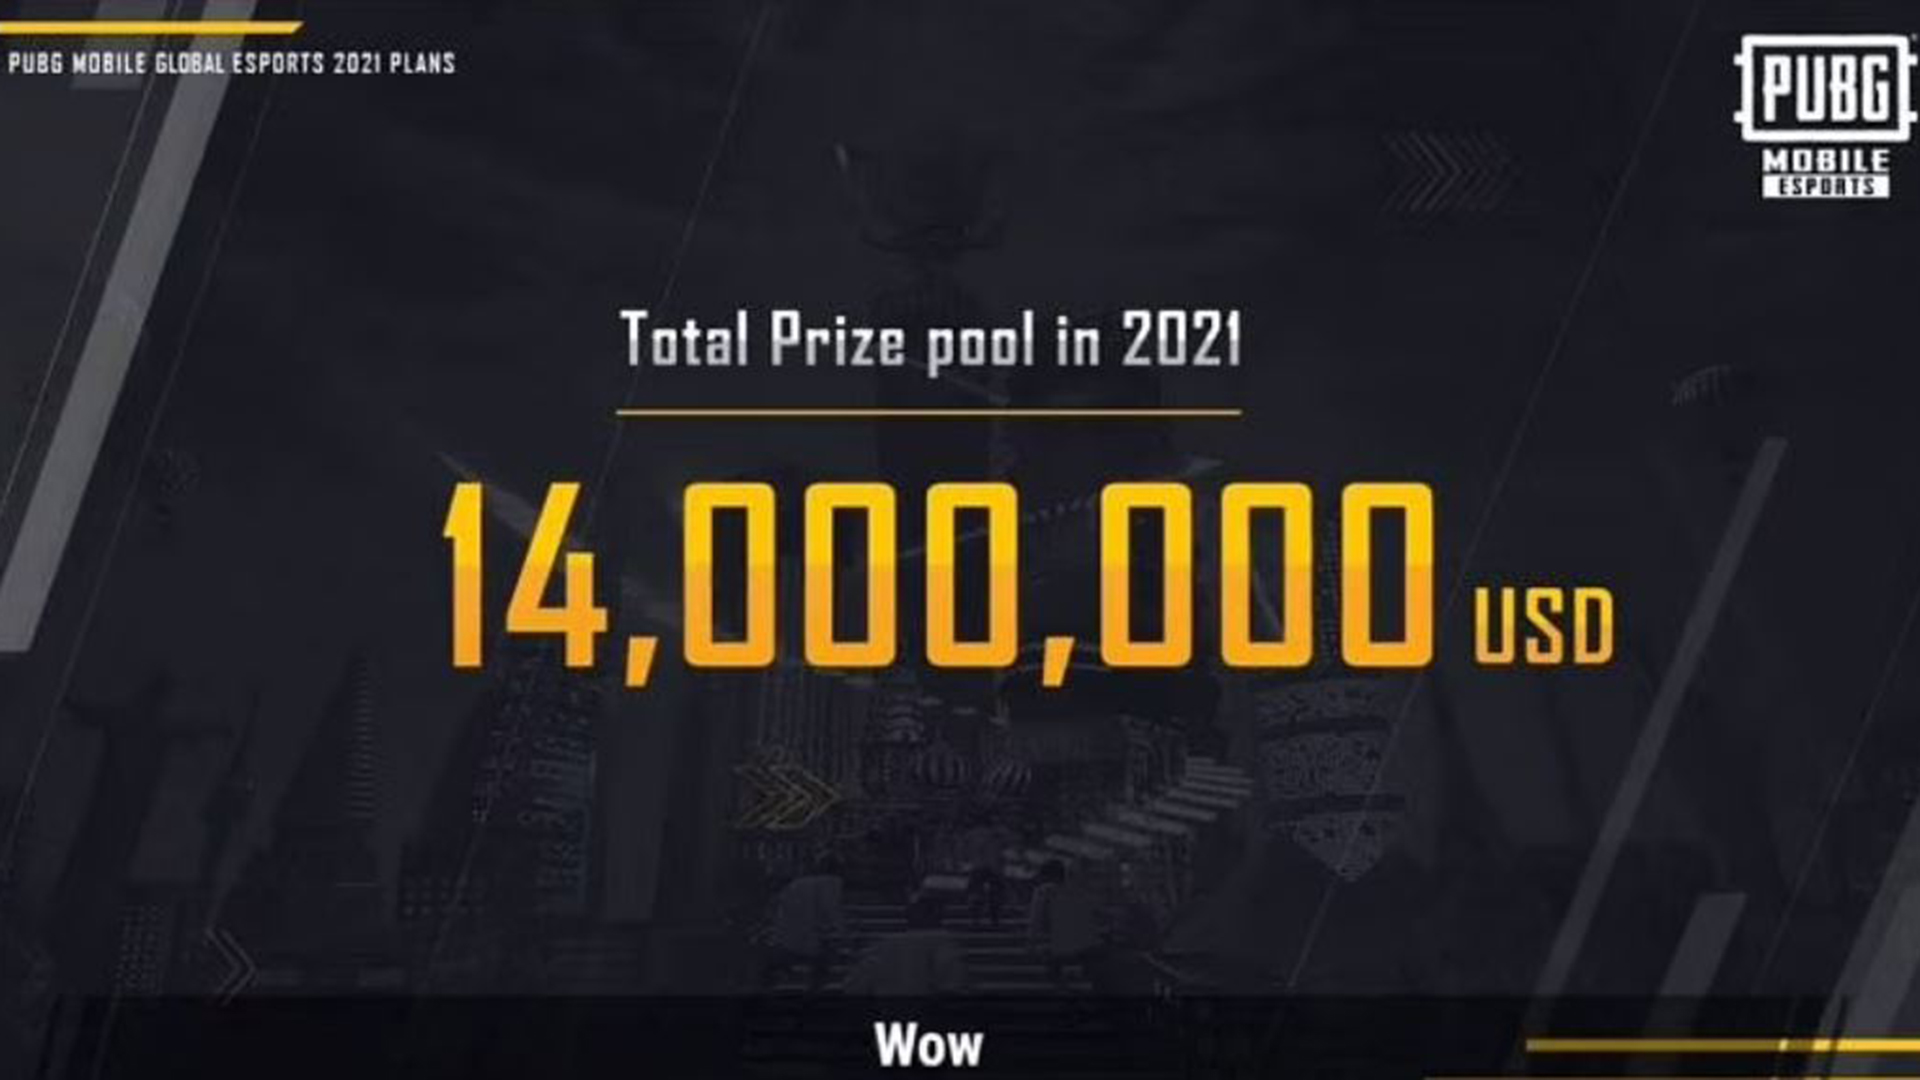 PUBG MOBILE GLOBAL ESPORTS 2021 PLANS
PUBG
MOBILE
ESPORTS
Total Prize pool in 2021
14,000,000 USD
Wow